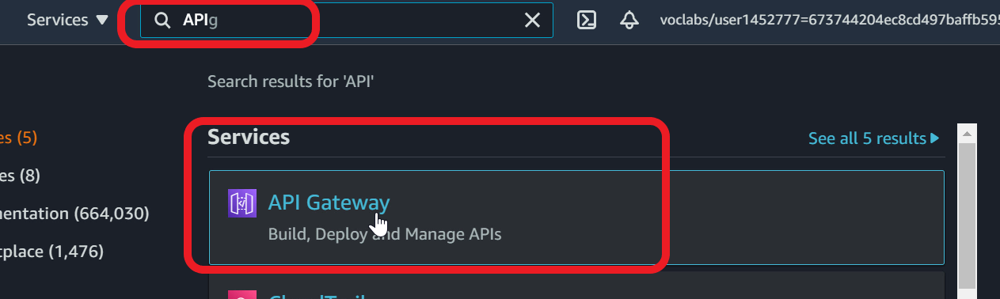 Services ▼ APIg voclabs/user1452777=673744204ec8cd497baffb595
Search results for 'API'
es (5)
Services See all 5 results ▶
es (8)
API Gateway
mentation (664,030)
Build, Deploy and Manage APIs
tplace (1,476)
CloudTrail